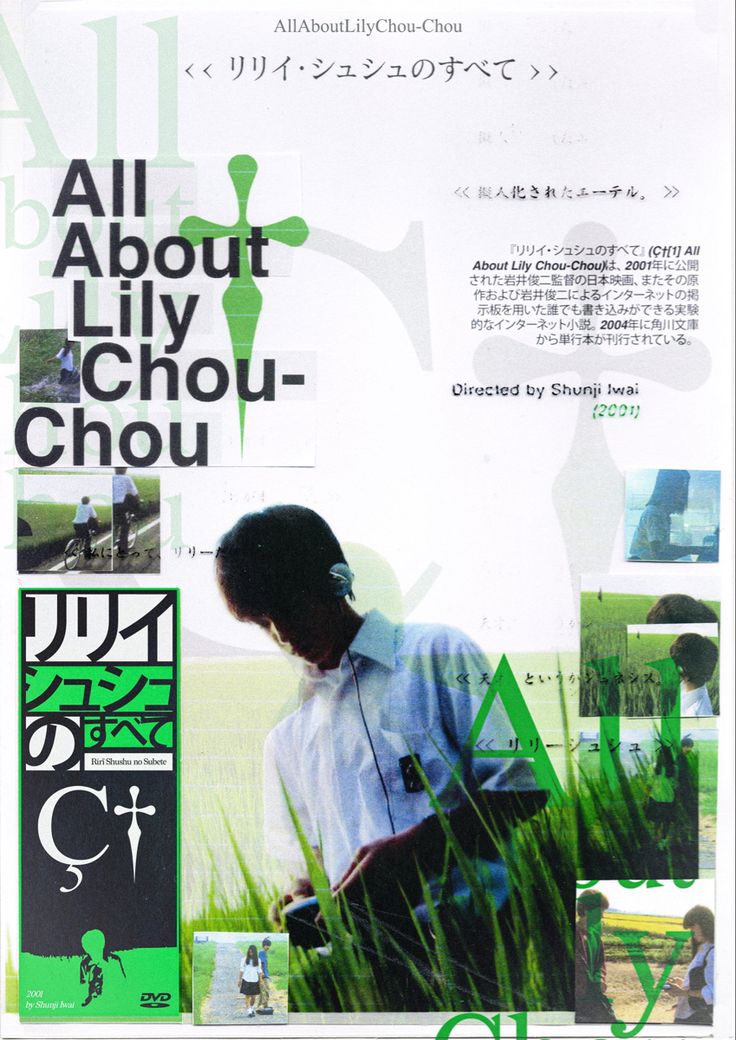 AllAboutLilyChou-Chou
‹‹ リリイ・シュシュのすべて ››
All
About
Lily
Chou-
Chou
‹‹ 擬人化されたエーテル。 ››
『リリイ・シュシュのすべて』(Ç†[1] All
About Lily Chou-Chou)は、2001年に公開
された岩井俊二監督の日本映画、またその原
作および岩井俊二によるインターネットの掲
示板を用いた誰でも書き込みができる実験
的なインターネット小説。2004年に角川文庫
から単行本が刊行されている。
Directed by Shunji Iwai
(2001)
リリイ
シュシュ
のすべて
Rirī Shushu no Subete
Ç†
2001
by Shunji Iwai
DVD
All
‹‹ リリーシュシュ ››